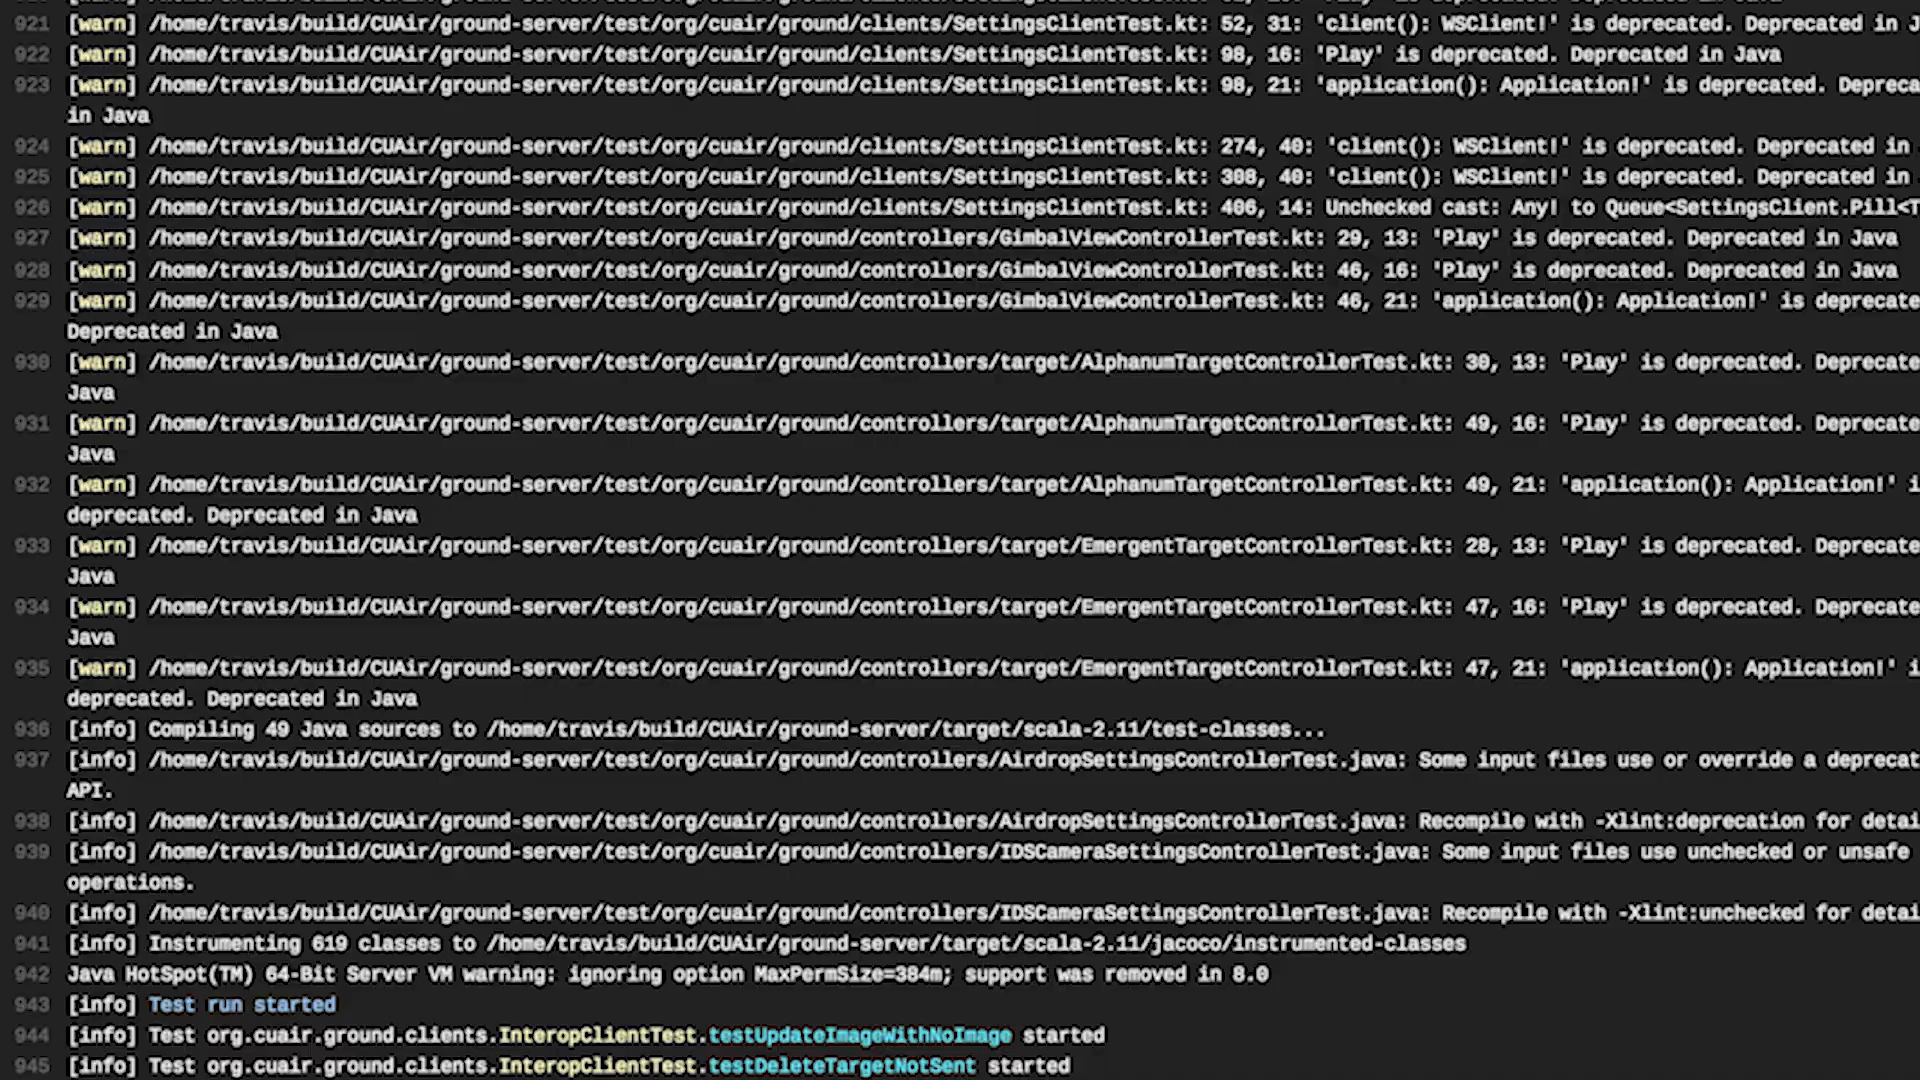 921 [warn] /home/travis/build/CUAir/ground-server/test/org/cuair/ground/clients/SettingsClientTest.kt: 52, 31: 'client(): WSClient!' is deprecated. Deprecated in J
922 [warn] /home/travis/build/CUAir/ground-server/test/org/cuair/ground/clients/SettingsClientTest.kt: 98, 16: 'Play' is deprecated. Deprecated in Java
923 [warn] /home/travis/build/CUAir/ground-server/test/org/cuair/ground/clients/SettingsClientTest.kt: 98, 21: 'application(): Application!' is deprecated. Depreca
in Java
924 [warn] /home/travis/build/CUAir/ground-server/test/org/cuair/ground/clients/SettingsClientTest.kt: 274, 40: 'client(): WSClient!' is deprecated. Deprecated in
925 [warn] /home/travis/build/CUAir/ground-server/test/org/cuair/ground/clients/SettingsClientTest.kt: 308, 40: 'client(): WSClient!' is deprecated. Deprecated in
926 [warn] /home/travis/build/CUAir/ground-server/test/org/cuair/ground/clients/SettingsClientTest.kt: 406, 14: Unchecked cast: Any! to Queue<SettingsClient.Pill<T
927 [warn] /home/travis/build/CUAir/ground-server/test/org/cuair/ground/controllers/GimbalViewControllerTest.kt: 29, 13: 'Play' is deprecated. Deprecated in Java
928 [warn] /home/travis/build/CUAir/ground-server/test/org/cuair/ground/controllers/GimbalViewControllerTest.kt: 46, 16: 'Play' is deprecated. Deprecated in Java
929 [warn] /home/travis/build/CUAir/ground-server/test/org/cuair/ground/controllers/GimbalViewControllerTest.kt: 46, 21: 'application(): Application!' is deprecate
Deprecated in Java
930 [warn] /home/travis/build/CUAir/ground-server/test/org/cuair/ground/controllers/target/AlphanumTargetControllerTest.kt: 30, 13: 'Play' is deprecated. Deprecate
Java
931 [warn] /home/travis/build/CUAir/ground-server/test/org/cuair/ground/controllers/target/AlphanumTargetControllerTest.kt: 49, 16: 'Play' is deprecated. Deprecate
Java
932 [warn] /home/travis/build/CUAir/ground-server/test/org/cuair/ground/controllers/target/AlphanumTargetControllerTest.kt: 49, 21: 'application(): Application!' i
deprecated. Deprecated in Java
933 [warn] /home/travis/build/CUAir/ground-server/test/org/cuair/ground/controllers/target/EmergentTargetControllerTest.kt: 28, 13: 'Play' is deprecated. Deprecate
Java
934 [warn] /home/travis/build/CUAir/ground-server/test/org/cuair/ground/controllers/target/EmergentTargetControllerTest.kt: 47, 16: 'Play' is deprecated. Deprecate
Java
935 [warn] /home/travis/build/CUAir/ground-server/test/org/cuair/ground/controllers/target/EmergentTargetControllerTest.kt: 47, 21: 'application(): Application!' i
deprecated. Deprecated in Java
936 [info] Compiling 49 Java sources to /home/travis/build/CUAir/ground-server/target/scala-2.11/test-classes...
937 [info] /home/travis/build/CUAir/ground-server/test/org/cuair/ground/controllers/AirdropSettingsControllerTest.java: Some input files use or override a deprecat
API.
938 [info] /home/travis/build/CUAir/ground-server/test/org/cuair/ground/controllers/AirdropSettingsControllerTest.java: Recompile with -Xlint:deprecation for detai
939 [info] /home/travis/build/CUAir/ground-server/test/org/cuair/ground/controllers/IDSCameraSettingsControllerTest.java: Some input files use unchecked or unsafe
operations.
940 [info] /home/travis/build/CUAir/ground-server/test/org/cuair/ground/controllers/IDSCameraSettingsControllerTest.java: Recompile with -Xlint:unchecked for detai
941 [info] Instrumenting 619 classes to /home/travis/build/CUAir/ground-server/target/scala-2.11/jacoco/instrumented-classes
942 Java HotSpot(TM) 64-Bit Server VM warning: ignoring option MaxPermSize=384m; support was removed in 8.0
943 [info] Test run started
944 [info] Test org.cuair.ground.clients.InteropClientTest.testUpdateImageWithNoImage started
945 [info] Test org.cuair.ground.clients.InteropClientTest.testDeleteTargetNotSent started